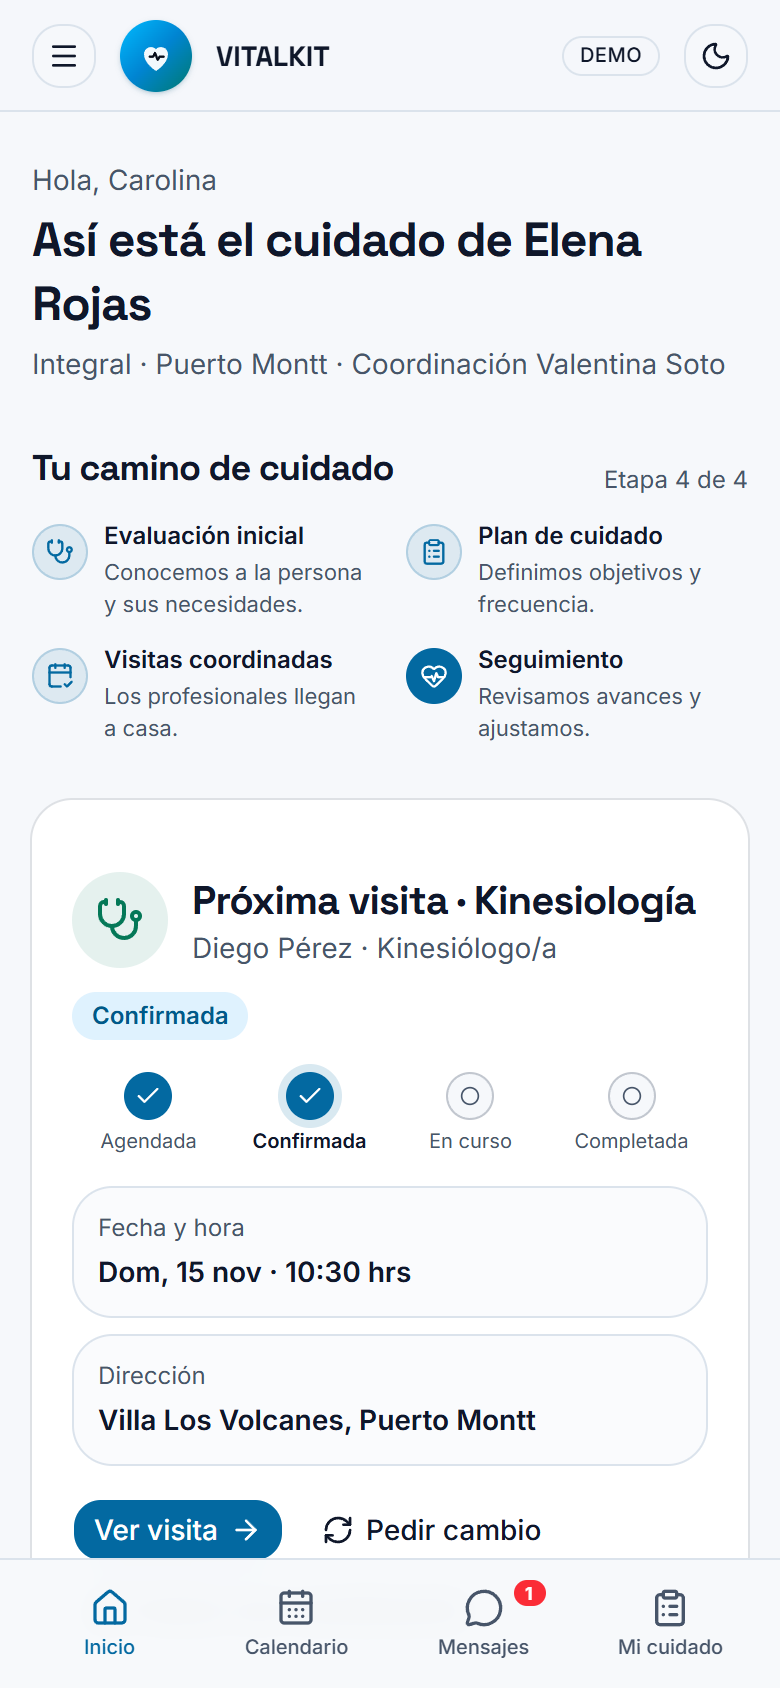 VITALKIT
DEMO
Hola, Carolina
Así está el cuidado de Elena
Rojas
Integral · Puerto Montt · Coordinación Valentina Soto
Tu camino de cuidado
Etapa 4 de 4
Evaluación inicial
Conocemos a la persona
y sus necesidades.
Plan de cuidado
Definimos objetivos y
frecuencia.
Visitas coordinadas
Los profesionales llegan
a casa.
Seguimiento
Revisamos avances y
ajustamos.
Próxima visita · Kinesiología
Diego Pérez · Kinesiólogo/a
Confirmada
Agendada
Confirmada
En curso
Completada
Fecha y hora
Dom, 15 nov · 10:30 hrs
Dirección
Villa Los Volcanes, Puerto Montt
Ver visita
Pedir cambio
Inicio
Calendario
1
Mensajes
Mi cuidado